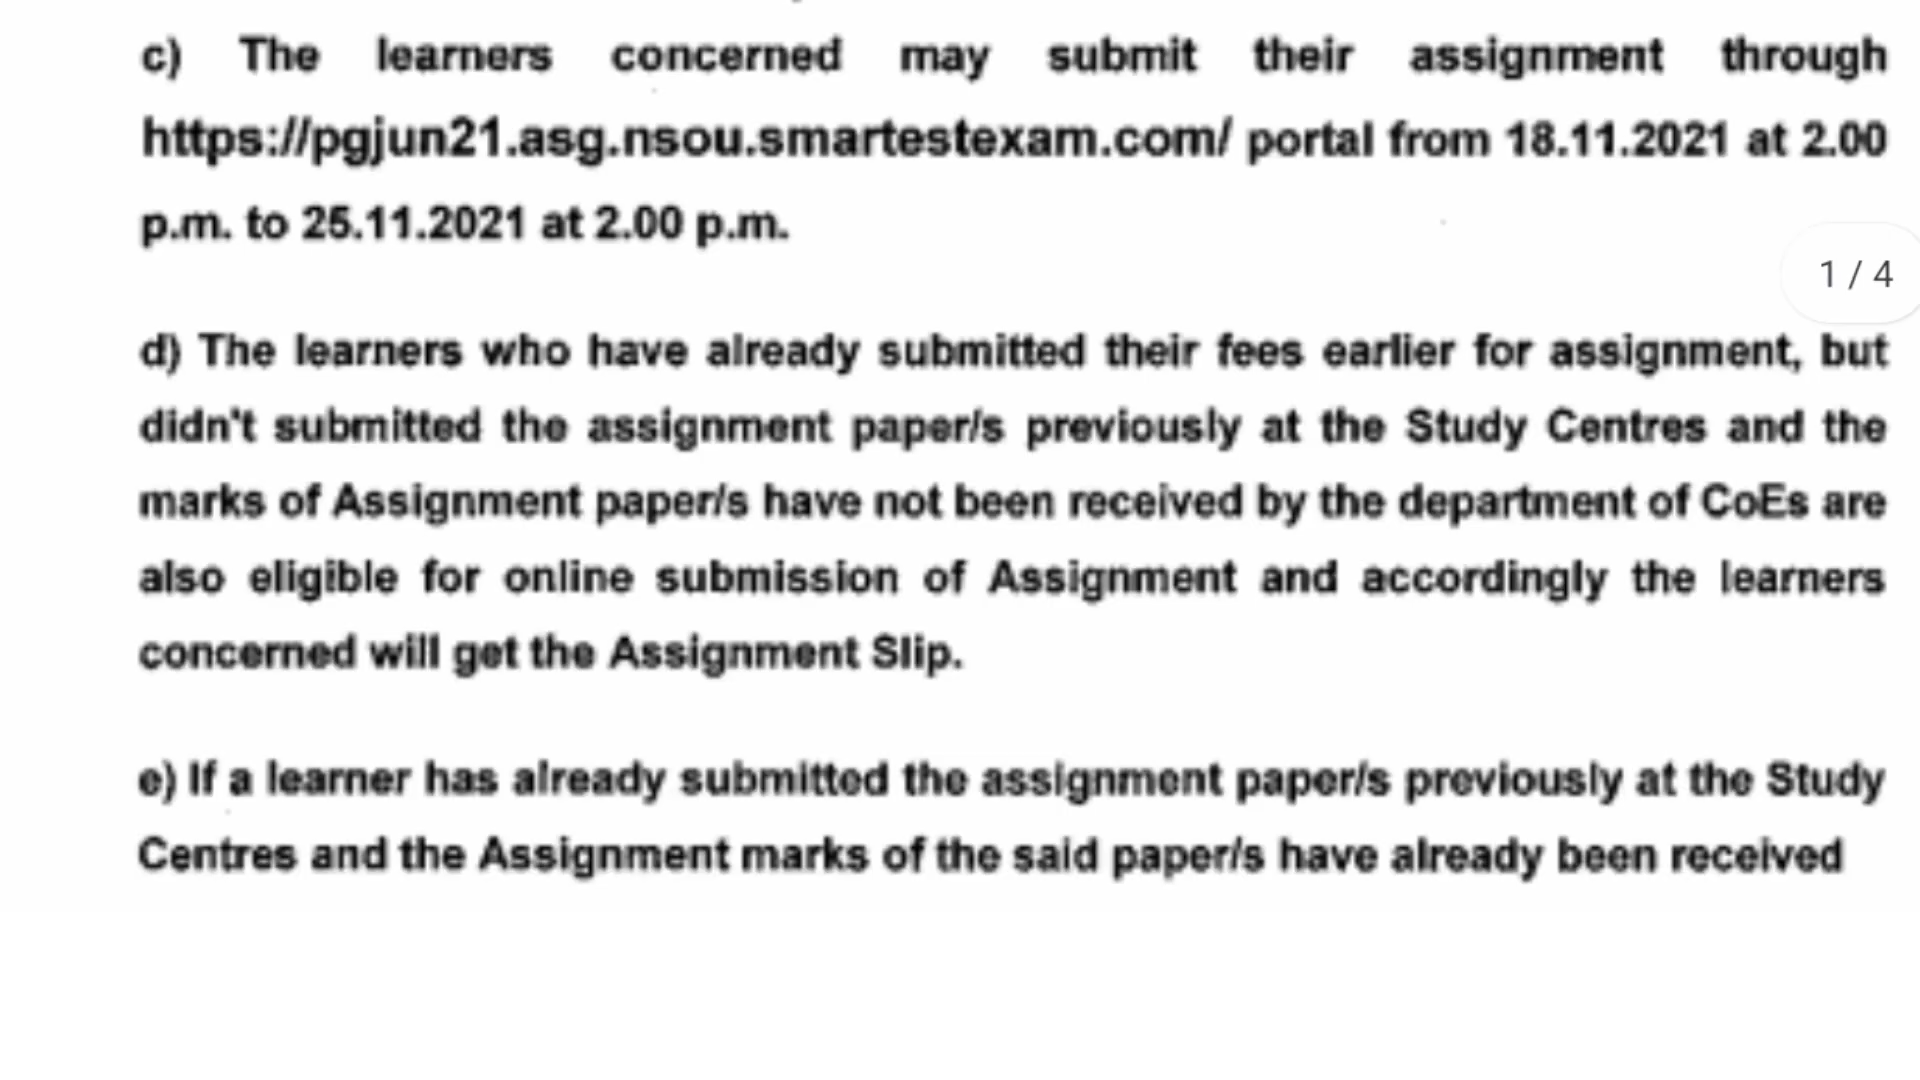 c) The learners concerned may submit their assignment through
https://pgjun21.asg.nsou.smartestexam.com/ portal from 18.11.2021 at 2.00
p.m. to 25.11.2021 at 2.00 p.m.
1 / 4
d) The learners who have already submitted their fees earlier for assignment, but
didn't submitted the assignment paper/s previously at the Study Centres and the
marks of Assignment paper/s have not been received by the department of CoEs are
also eligible for online submission of Assignment and accordingly the learners
concerned will get the Assignment Slip.
e) If a learner has already submitted the assignment paper/s previously at the Study
Centres and the Assignment marks of the said paper/s have already been received